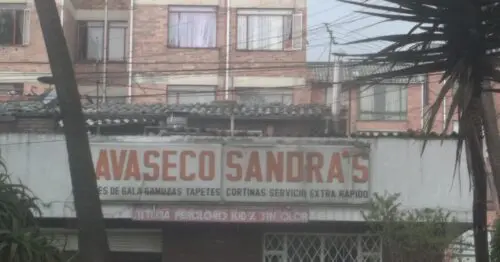 AVASECO SANDRA'S
ES DE GALA GAMUZAS TAPETES CORTINAS SERVICIO EXTRA RAPIDO